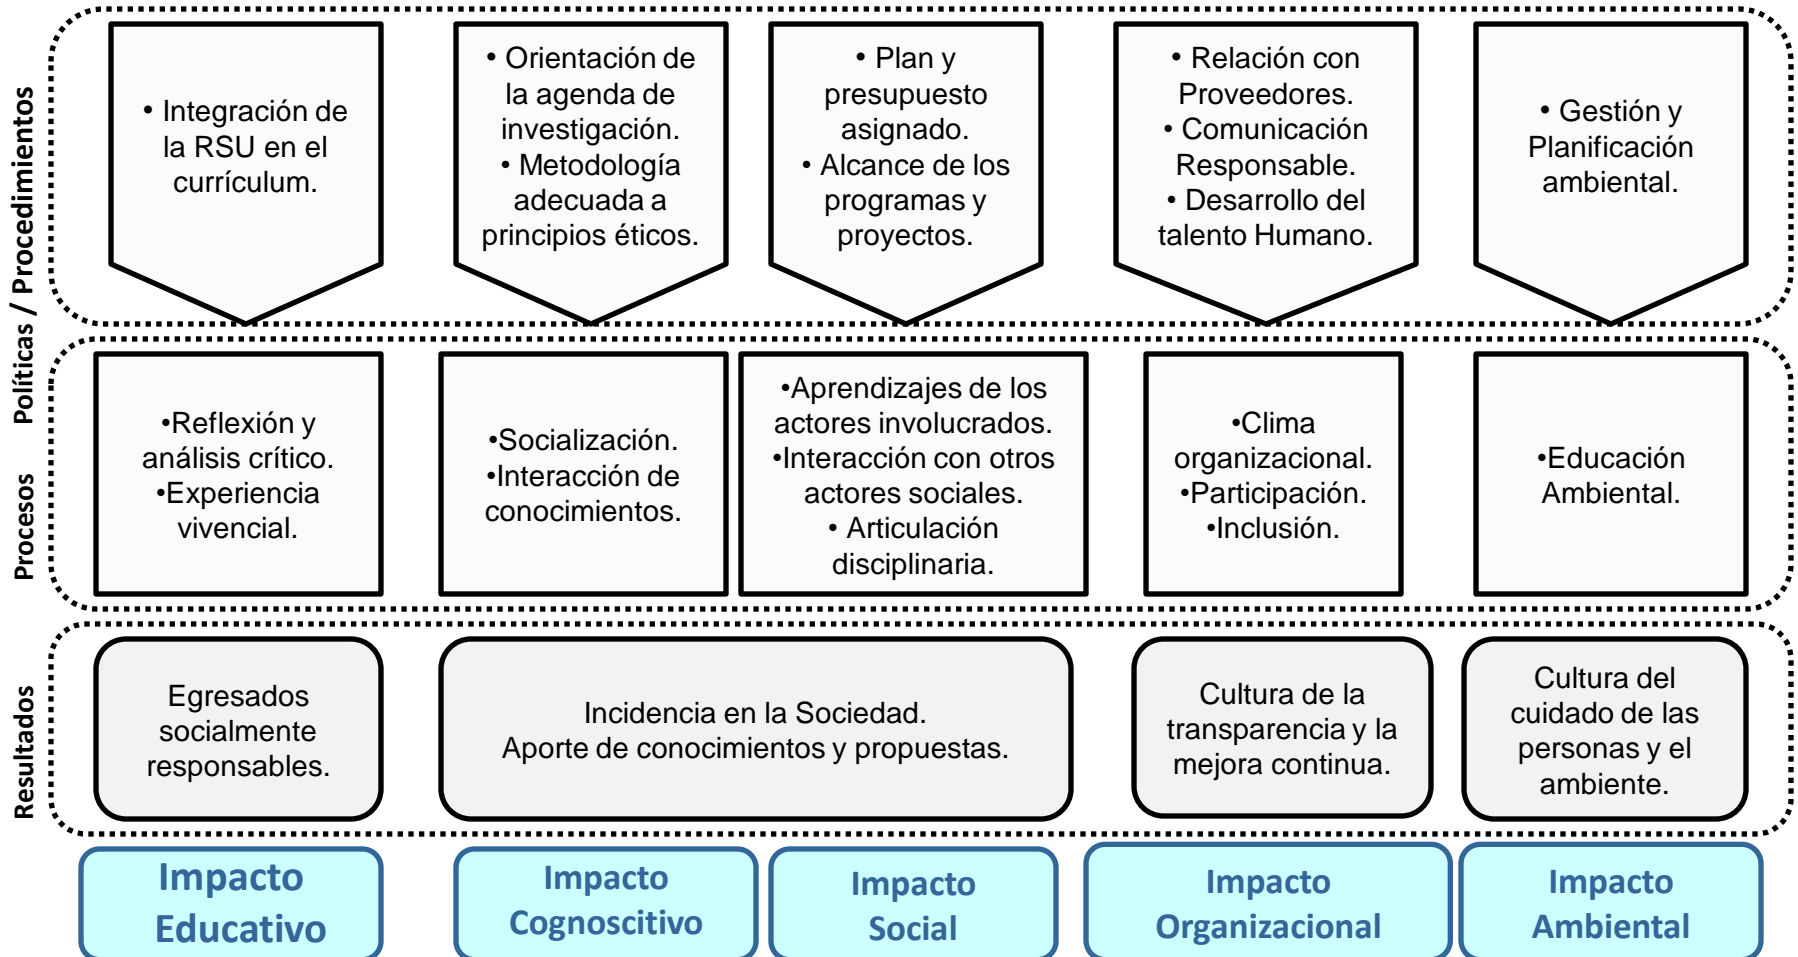 Políticas / Procedimientos
• Integración de
la RSU en el
currículum.
• Orientación de
la agenda de
investigación.
• Metodología
adecuada a
principios éticos.
• Plan y
presupuesto
asignado.
• Alcance de los
programas y
proyectos.
• Relación con
Proveedores.
• Comunicación
Responsable.
• Desarrollo del
talento Humano.
• Gestión y
Planificación
ambiental.
Procesos
•Reflexión y
análisis crítico.
•Experiencia
vivencial.
•Socialización.
•Interacción de
conocimientos.
•Aprendizajes de los
actores involucrados.
•Interacción con otros
actores sociales.
• Articulación
disciplinaria.
•Clima
organizacional.
•Participación.
•Inclusión.
•Educación
Ambiental.
Resultados
Egresados
socialmente
responsables.
Incidencia en la Sociedad.
Aporte de conocimientos y propuestas.
Cultura de la
transparencia y la
mejora continua.
Cultura del
cuidado de las
personas y el
ambiente.
Impacto
Educativo
Impacto
Cognoscitivo
Impacto
Social
Impacto
Organizacional
Impacto
Ambiental